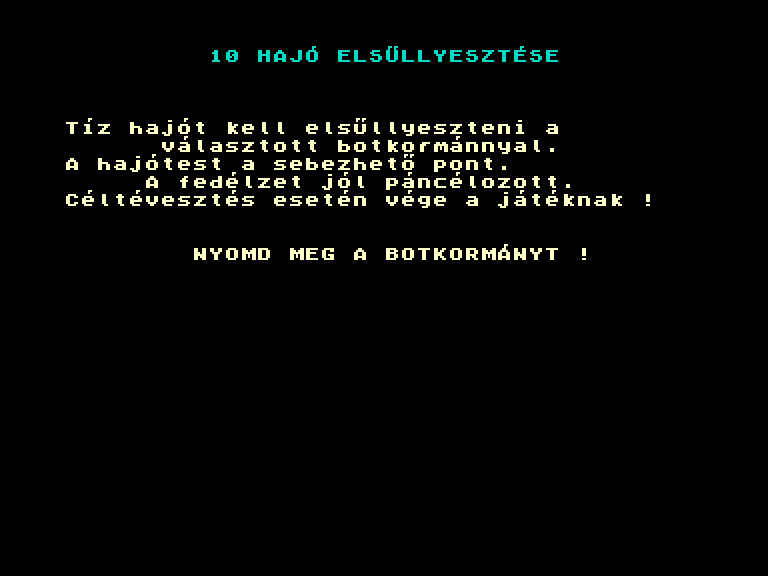 10 HAJÓ ELSŰLLYESZTÉSE
Tíz hajót kell elsűllyeszteni a
választott botkormánnyal.
A hajótest a sebezhető pont.
A fedélzet jól páncélozott.
Céltévesztés esetén vége a játéknak !
NYOMD MEG A BOTKORMÁNYT !